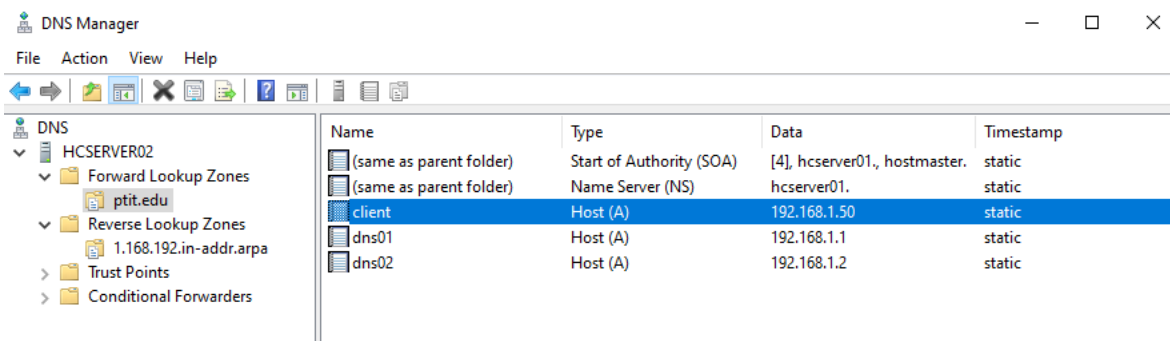 DNS Manager
File Action View Help
DNS
HCSERVER02
Forward Lookup Zones
ptit.edu
Reverse Lookup Zones
1.168.192.in-addr.arpa
Trust Points
Conditional Forwarders
Name Type Data Timestamp
(same as parent folder) Start of Authority (SOA) [4], hcserver01., hostmaster. static
(same as parent folder) Name Server (NS) hcserver01. static
client Host (A) 192.168.1.50 static
dns01 Host (A) 192.168.1.1 static
dns02 Host (A) 192.168.1.2 static